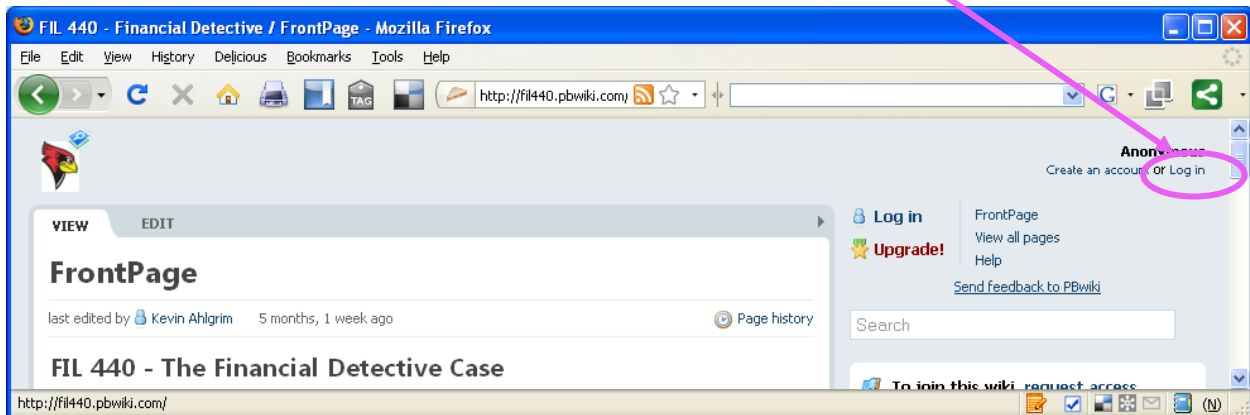 FIL 440 - Financial Detective / FrontPage - Mozilla Firefox
File Edit View History Delicious Bookmarks Tools Help
TAG http://fil440.pbwiki.com/ G
Anonymous
Create an account or Log in
VIEW EDIT
Log in FrontPage
Upgrade! View all pages
Help
FrontPage
Send feedback to PBwiki
last edited by Kevin Ahlgrim 5 months, 1 week ago Page history
Search
FIL 440 - The Financial Detective Case
To join this wiki, request access
http://fil440.pbwiki.com/ (N)